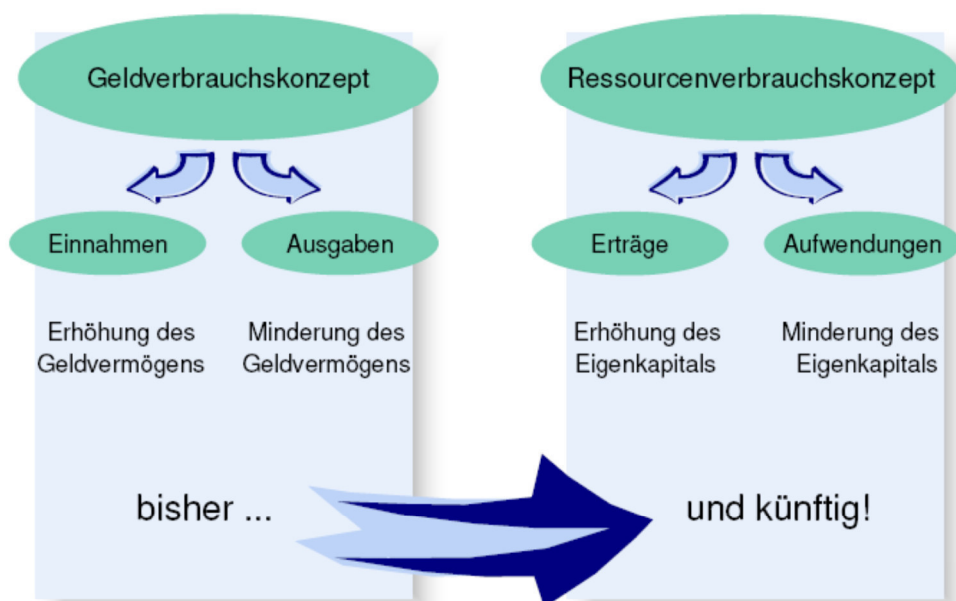 Geldverbrauchskonzept
Einnahmen
Ausgaben
Erhöhung des
Geldvermögens
Minderung des
Geldvermögens
bisher ...
Ressourcenverbrauchskonzept
Erträge
Aufwendungen
Erhöhung des
Eigenkapitals
Minderung des
Eigenkapitals
und künftig!